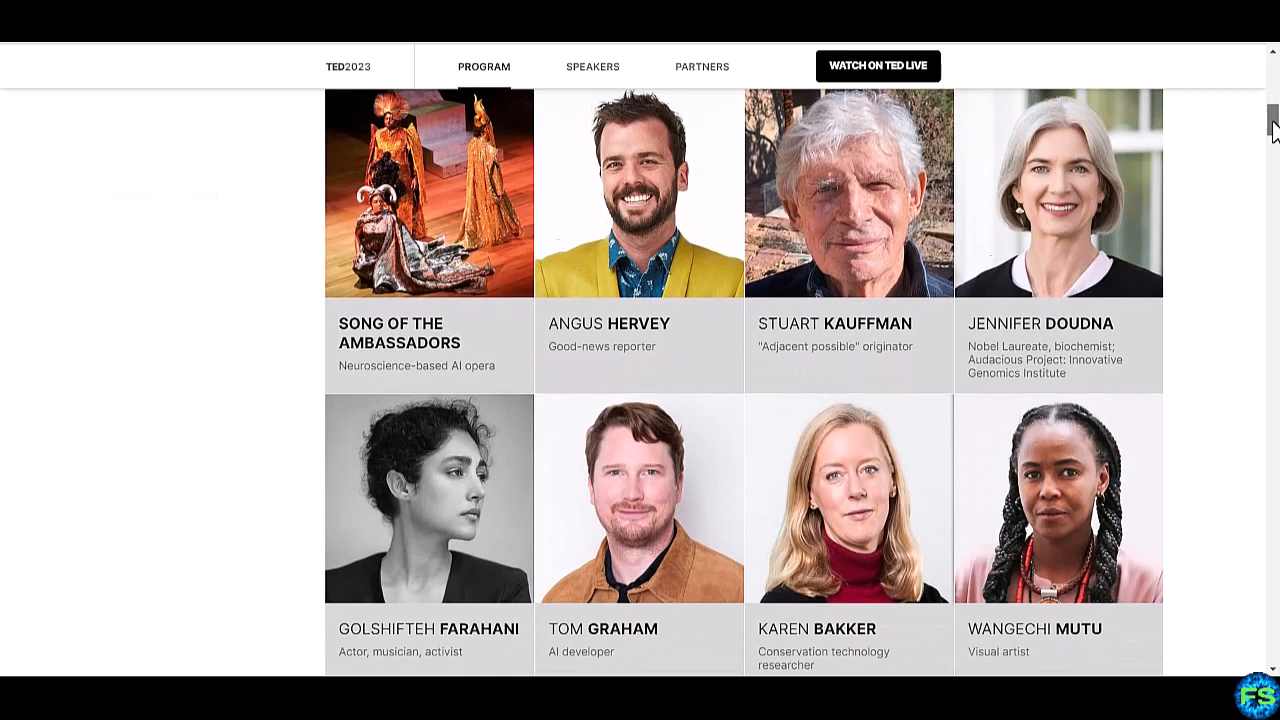 TED2023 PROGRAM SPEAKERS PARTNERS WATCH ON TED LIVE
SONG OF THE
AMBASSADORS
Neuroscience-based AI opera
ANGUS HERVEY
Good-news reporter
STUART KAUFFMAN
"Adjacent possible" originator
JENNIFER DOUDNA
Nobel Laureate, biochemist;
Audacious Project: Innovative
Genomics Institute
GOLSHIFTEH FARAHANI
Actor, musician, activist
TOM GRAHAM
AI developer
KAREN BAKKER
Conservation technology
researcher
WANGECHI MUTU
Visual artist
FS